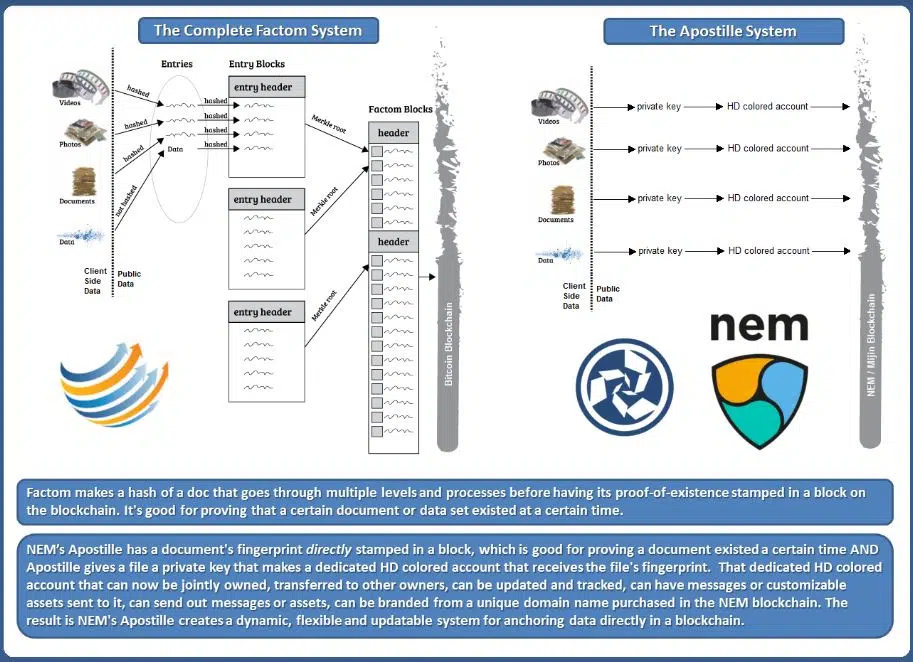 The Complete Factom System
Entries
Entry Blocks
Factom Blocks
Videos
Photos
Documents
Data
hashed
hashed
hashed
not hashed
Data
hashed
hashed
hashed
hashed
entry header
entry header
entry header
Merkle root
Merkle root
Merkle root
header
header
Client
Side
Data
Public
Data
Bitcoin Blockchain
The Apostille System
Videos
private key
HD colored account
Photos
private key
HD colored account
Documents
private key
HD colored account
Data
private key
HD colored account
Client
Side
Data
Public
Data
NEM / Mijin Blockchain
nem
Factom makes a hash of a doc that goes through multiple levels and processes before having its proof-of-existence stamped in a block on
the blockchain. It's good for proving that a certain document or data set existed at a certain time.
NEM's Apostille has a document's fingerprint directly stamped in a block, which is good for proving a document existed a certain time AND
Apostille gives a file a private key that makes a dedicated HD colored account that receives the file's fingerprint. That dedicated HD colored
account that can now be jointly owned, transferred to other owners, can be updated and tracked, can have messages or customizable
assets sent to it, can send out messages or assets, can be branded from a unique domain name purchased in the NEM blockchain. The
result is NEM's Apostille creates a dynamic, flexible and updatable system for anchoring data directly in a blockchain.